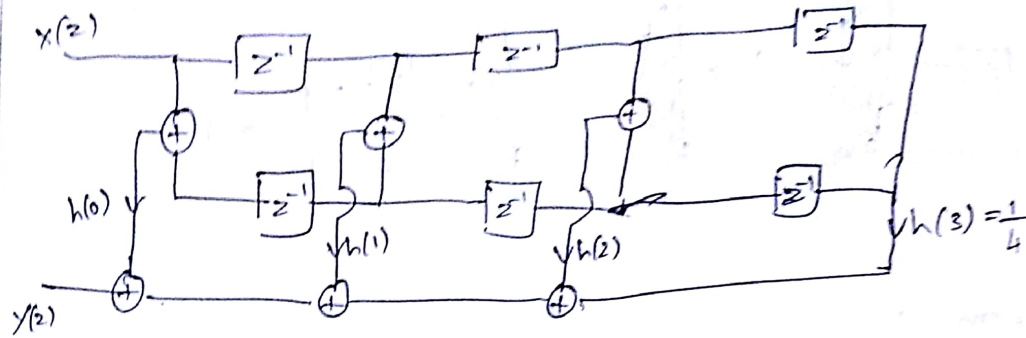 x(z)
z⁻¹
z⁻¹
z⁻¹
+
+
+
h(0)
z⁻¹
z⁻¹
z⁻¹
h(1)
h(2)
h(3) = 1/4
+
+
+
y(z)